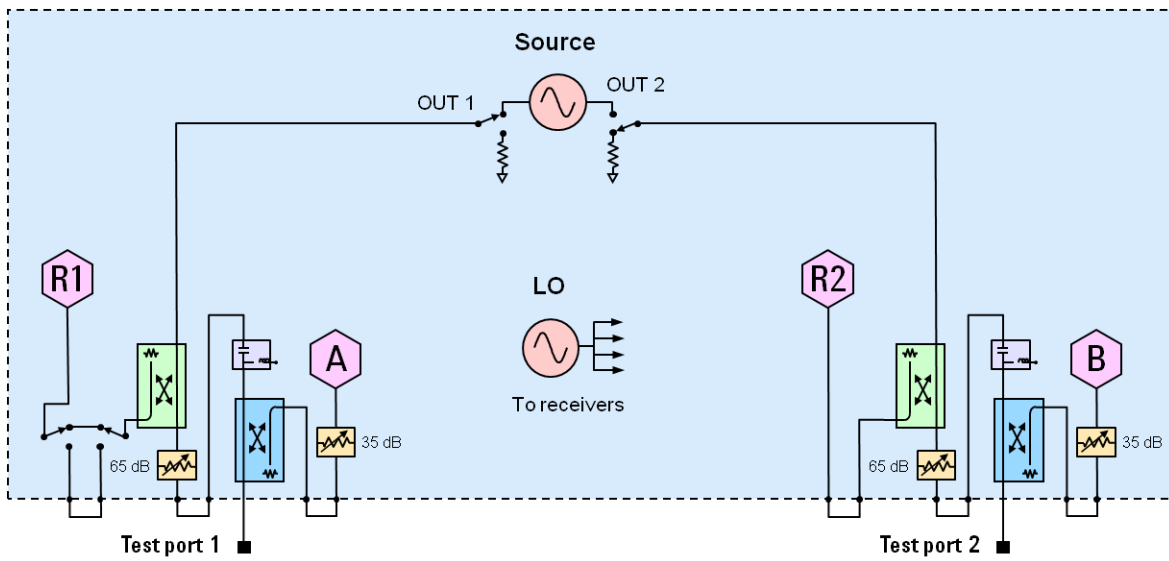 Source
OUT 1
OUT 2
R1
LO
R2
A
B
To receivers
65 dB
35 dB
65 dB
35 dB
Test port 1
Test port 2